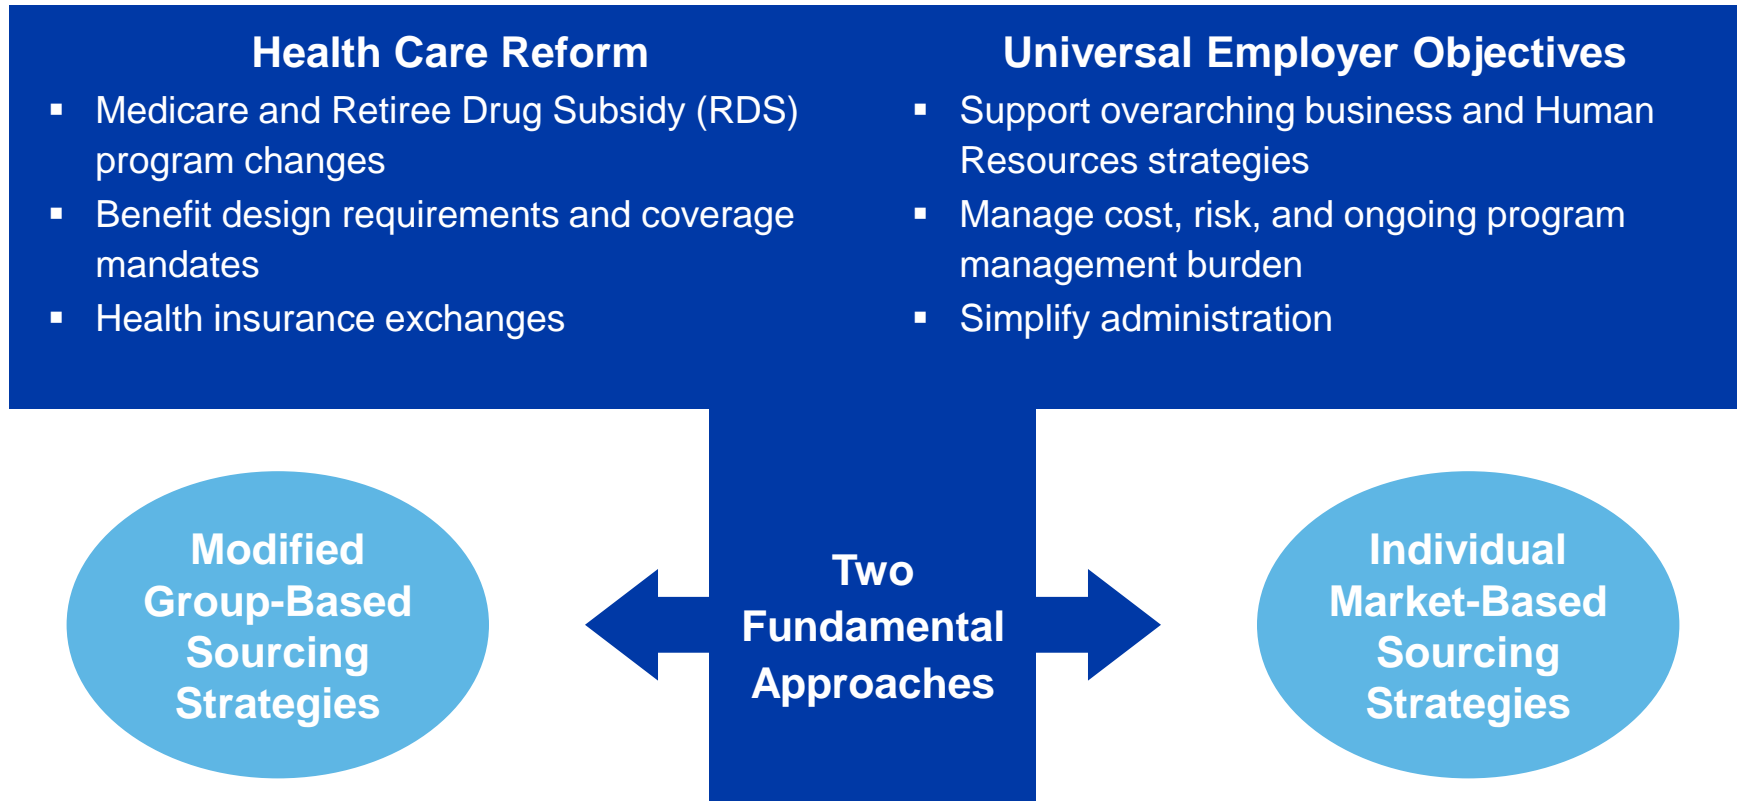 Health Care Reform
▪ Medicare and Retiree Drug Subsidy (RDS)
program changes
▪ Benefit design requirements and coverage
mandates
▪ Health insurance exchanges
Universal Employer Objectives
▪ Support overarching business and Human
Resources strategies
▪ Manage cost, risk, and ongoing program
management burden
▪ Simplify administration
Modified
Group-Based
Sourcing
Strategies
Two
Fundamental
Approaches
Individual
Market-Based
Sourcing
Strategies